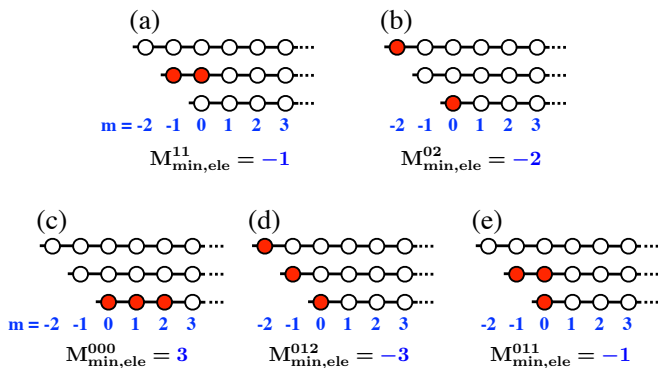 (a) (b)
m = -2 -1 0 1 2 3 -2 -1 0 1 2 3
M^{11}_{min,ele} = −1 M^{02}_{min,ele} = −2
(c) (d) (e)
m = -2 -1 0 1 2 3 -2 -1 0 1 2 3 -2 -1 0 1 2 3
M^{000}_{min,ele} = 3 M^{012}_{min,ele} = −3 M^{011}_{min,ele} = −1